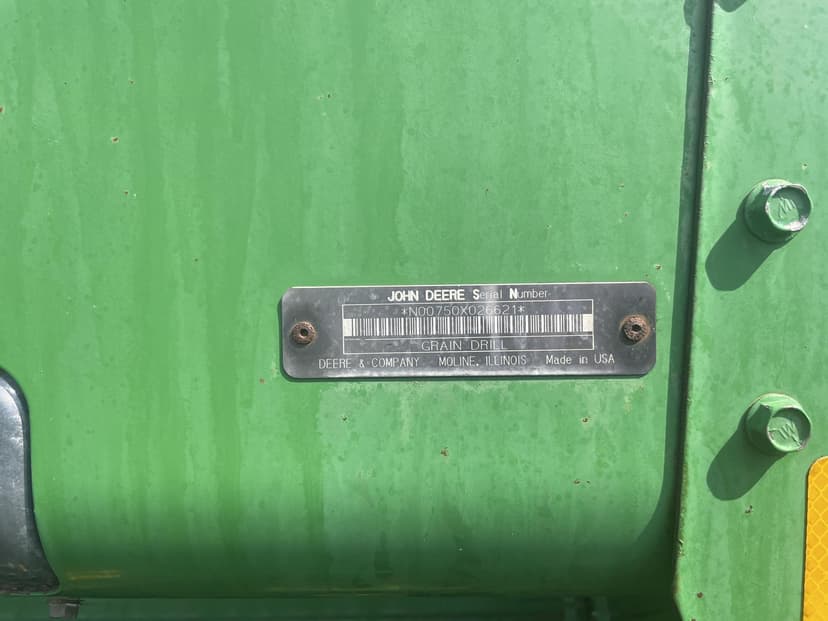 JOHN DEERE Serial Number
*N00750X026621*
GRAIN DRILL
DEERE & COMPANY MOLINE, ILLINOIS Made in USA